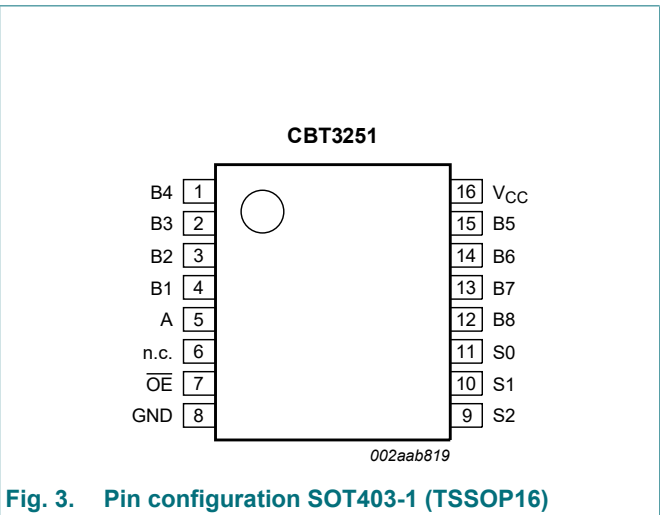 CBT3251
B4 1 16 VCC
B3 2 15 B5
B2 3 14 B6
B1 4 13 B7
A 5 12 B8
n.c. 6 11 S0
O̅E̅ 7 10 S1
GND 8 9 S2
002aab819
Fig. 3. Pin configuration SOT403-1 (TSSOP16)